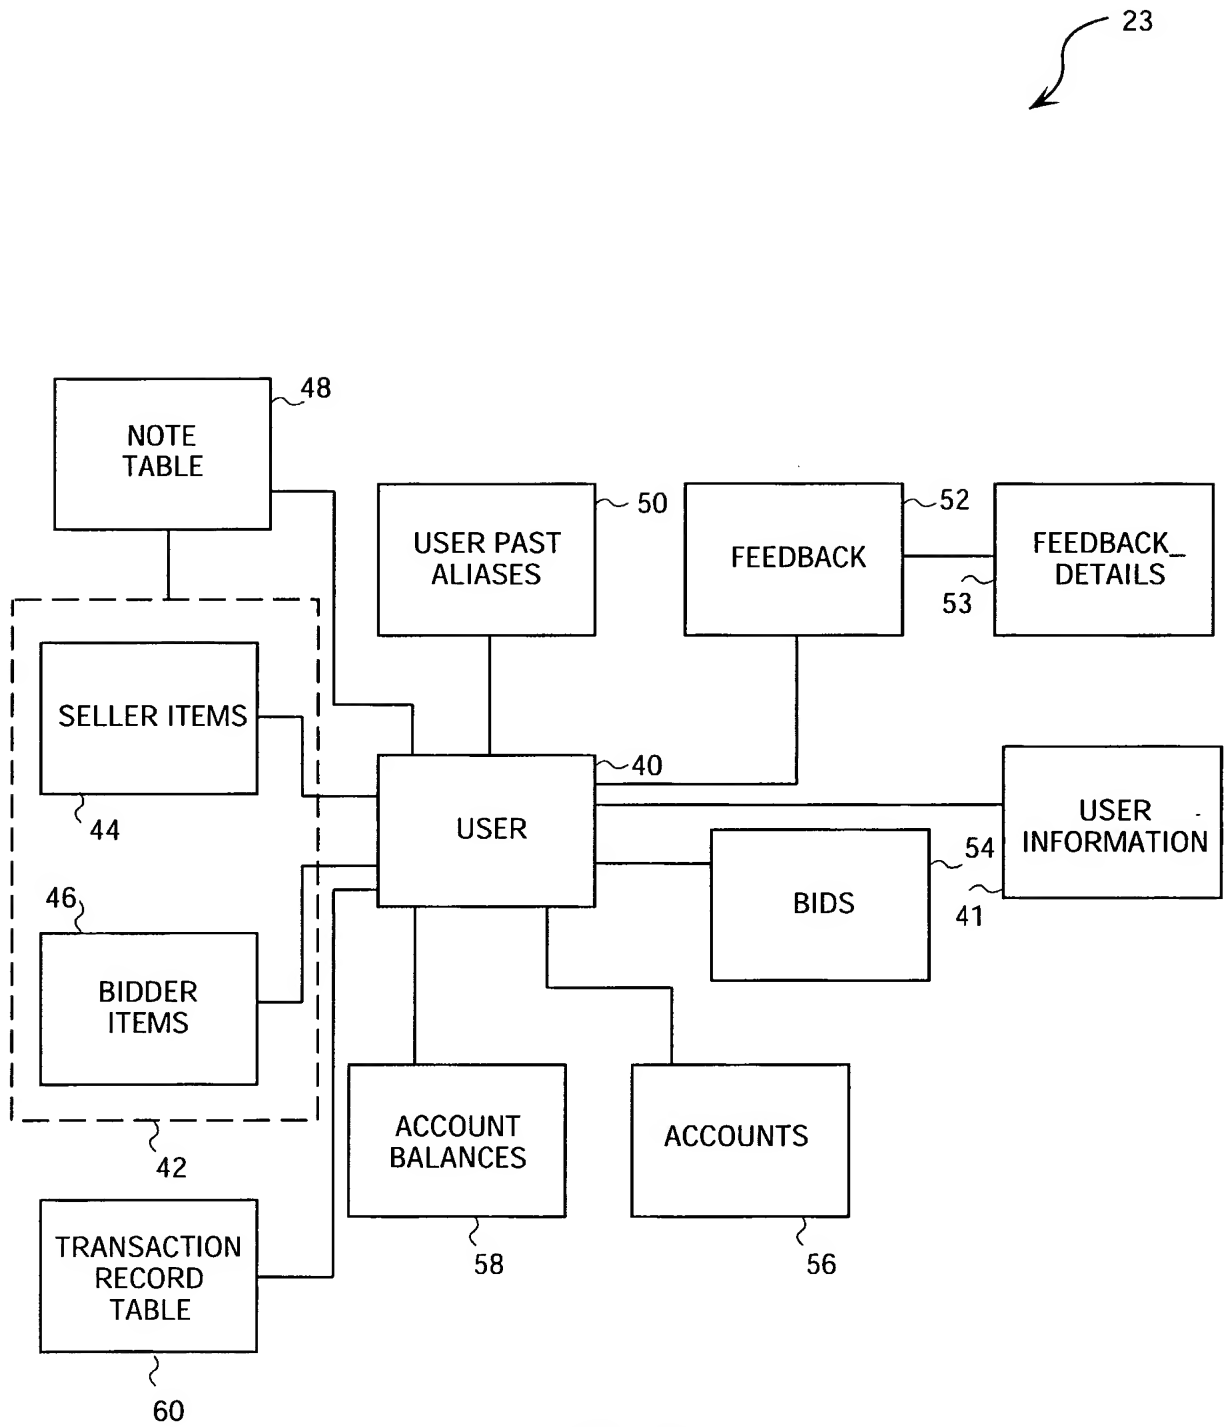 23
48
NOTE
TABLE
50
USER PAST
ALIASES
52
FEEDBACK
53
FEEDBACK_
DETAILS
SELLER ITEMS
44
40
USER
USER
INFORMATION
41
54
BIDS
46
BIDDER
ITEMS
42
ACCOUNT
BALANCES
58
ACCOUNTS
56
TRANSACTION
RECORD
TABLE
60